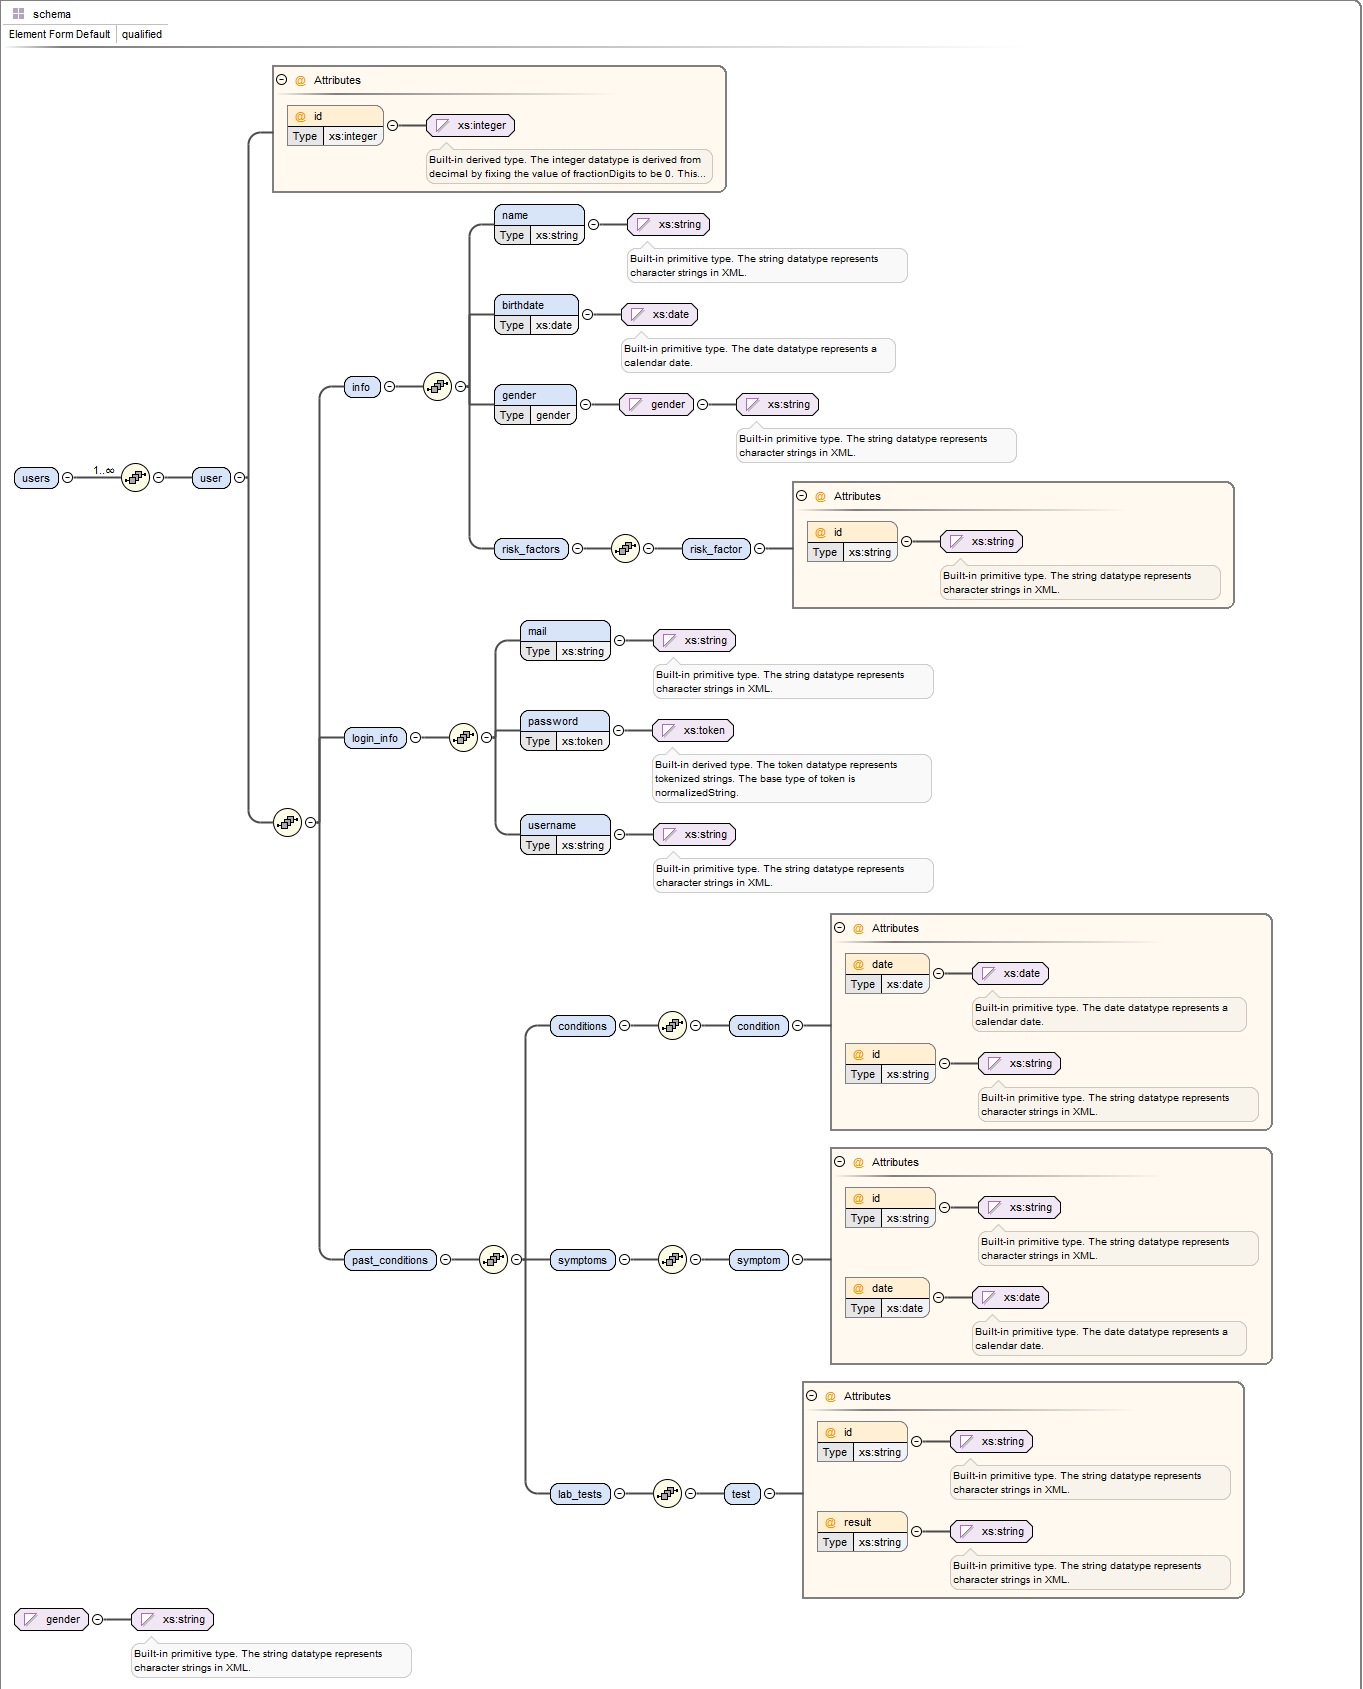 schema
Element Form Default qualified
Attributes
id
Type xs:integer
xs:integer
Built-in derived type. The integer datatype is derived from
decimal by fixing the value of fractionDigits to be 0. This...
name
Type xs:string
xs:string
Built-in primitive type. The string datatype represents
character strings in XML.
birthdate
Type xs:date
xs:date
Built-in primitive type. The date datatype represents a
calendar date.
info
gender
Type gender
gender
xs:string
Built-in primitive type. The string datatype represents
character strings in XML.
users
1..∞
user
risk_factors
risk_factor
Attributes
id
Type xs:string
xs:string
Built-in primitive type. The string datatype represents
character strings in XML.
mail
Type xs:string
xs:string
Built-in primitive type. The string datatype represents
character strings in XML.
login_info
password
Type xs:token
xs:token
Built-in derived type. The token datatype represents
tokenized strings. The base type of token is
normalizedString.
username
Type xs:string
xs:string
Built-in primitive type. The string datatype represents
character strings in XML.
conditions
condition
Attributes
date
Type xs:date
xs:date
Built-in primitive type. The date datatype represents a
calendar date.
id
Type xs:string
xs:string
Built-in primitive type. The string datatype represents
character strings in XML.
past_conditions
symptoms
symptom
Attributes
id
Type xs:string
xs:string
Built-in primitive type. The string datatype represents
character strings in XML.
date
Type xs:date
xs:date
Built-in primitive type. The date datatype represents a
calendar date.
lab_tests
test
Attributes
id
Type xs:string
xs:string
Built-in primitive type. The string datatype represents
character strings in XML.
result
Type xs:string
xs:string
Built-in primitive type. The string datatype represents
character strings in XML.
gender
xs:string
Built-in primitive type. The string datatype represents
character strings in XML.